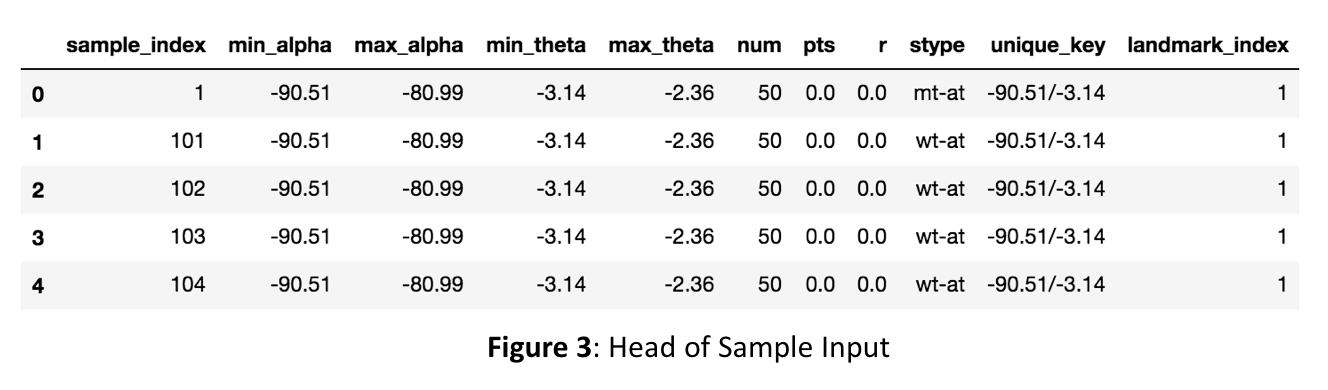 sample_index min_alpha max_alpha min_theta max_theta num pts r stype unique_key landmark_index
0 1 -90.51 -80.99 -3.14 -2.36 50 0.0 0.0 mt-at -90.51/-3.14 1
1 101 -90.51 -80.99 -3.14 -2.36 50 0.0 0.0 wt-at -90.51/-3.14 1
2 102 -90.51 -80.99 -3.14 -2.36 50 0.0 0.0 wt-at -90.51/-3.14 1
3 103 -90.51 -80.99 -3.14 -2.36 50 0.0 0.0 wt-at -90.51/-3.14 1
4 104 -90.51 -80.99 -3.14 -2.36 50 0.0 0.0 wt-at -90.51/-3.14 1
Figure 3: Head of Sample Input